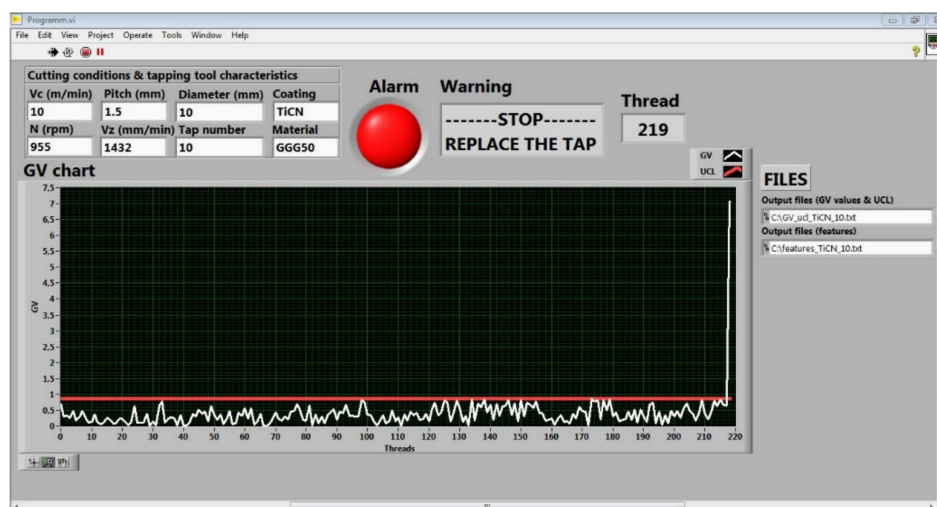 Programm.vi
File Edit View Project Operate Tools Window Help
Cutting conditions & tapping tool characteristics
Vc (m/min) Pitch (mm) Diameter (mm) Coating
10 1.5 10 TiCN
N (rpm) Vz (mm/min) Tap number Material
955 1432 10 GGG50
Alarm
Warning
-------STOP-------
REPLACE THE TAP
Thread
219
GV chart
GV
UCL
7,5
7
6,5
6
5,5
5
4,5
4
3,5
3
2,5
2
1,5
1
0,5
0
GV
0 10 20 30 40 50 60 70 80 90 100 110 120 130 140 150 160 170 180 190 200 210 220
Threads
FILES
Output files (GV values & UCL)
C:\GV_ucl_TiCN_10.txt
Output files (features)
C:\features_TiCN_10.txt